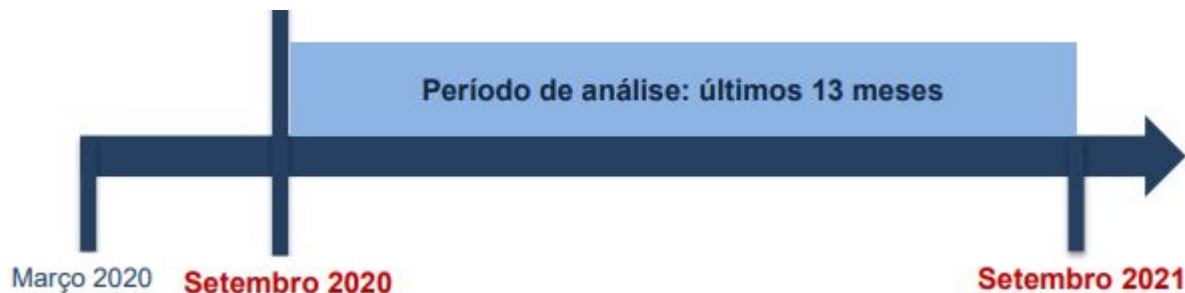 Período de análise: últimos 13 meses
Março 2020
Setembro 2020
Setembro 2021